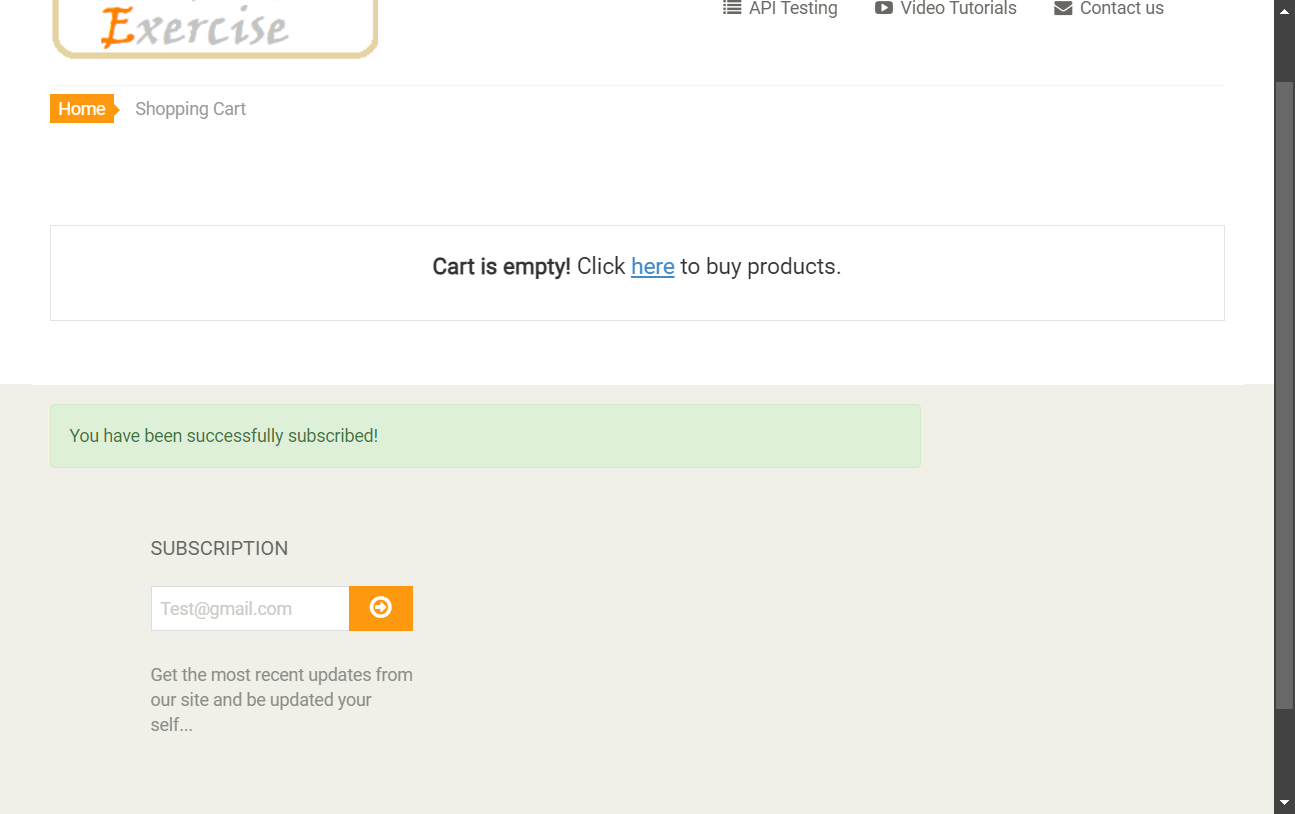 Exercise
API Testing
Video Tutorials
Contact us
Home
Shopping Cart
Cart is empty! Click here to buy products.
You have been successfully subscribed!
SUBSCRIPTION
Test@gmail.com
Get the most recent updates from
our site and be updated your
self...